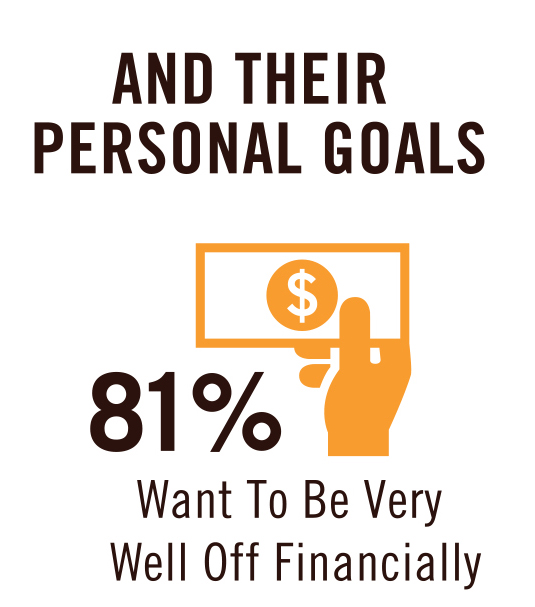 AND THEIR
PERSONAL GOALS
$
81%
Want To Be Very
Well Off Financially